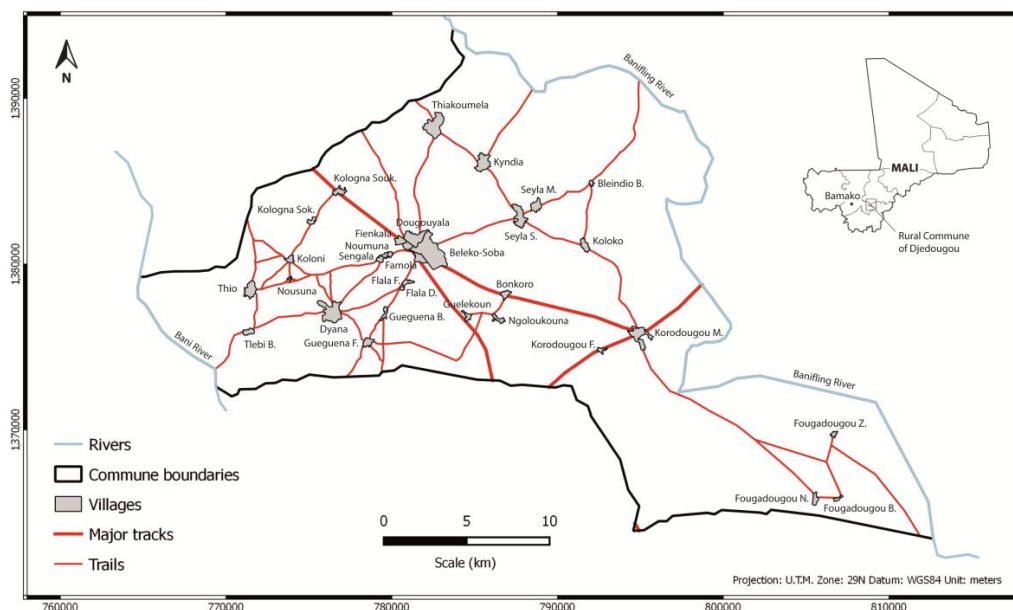 N
Banifling River
MALI
Bamako
Rural Commune
of Djedougou
Thiakoumela
Kyndia
Bleindio B.
Kologna Souk.
Seyla M.
Kologna Sok.
Dougouyala
Fienkala
Seyla S.
Koloko
Noumuna
Sengala
Beleko-Soba
Koloni
Famola
Flala F.
Bonkoro
Thio
Nousuna
Flala D.
Guelekoun
Gueguena B.
Ngoloukouna
Dyana
Korodougou M.
Tlebi B.
Gueguena F.
Korodougou F.
Bani River
Banifling River
Fougadougou Z.
Fougadougou N.
Fougadougou B.
Rivers
Commune boundaries
Villages
Major tracks
Trails
0 5 10
Scale (km)
Projection: U.T.M. Zone: 29N Datum: WGS84 Unit: meters
1390000
1380000
1370000
760000 770000 780000 790000 800000 810000